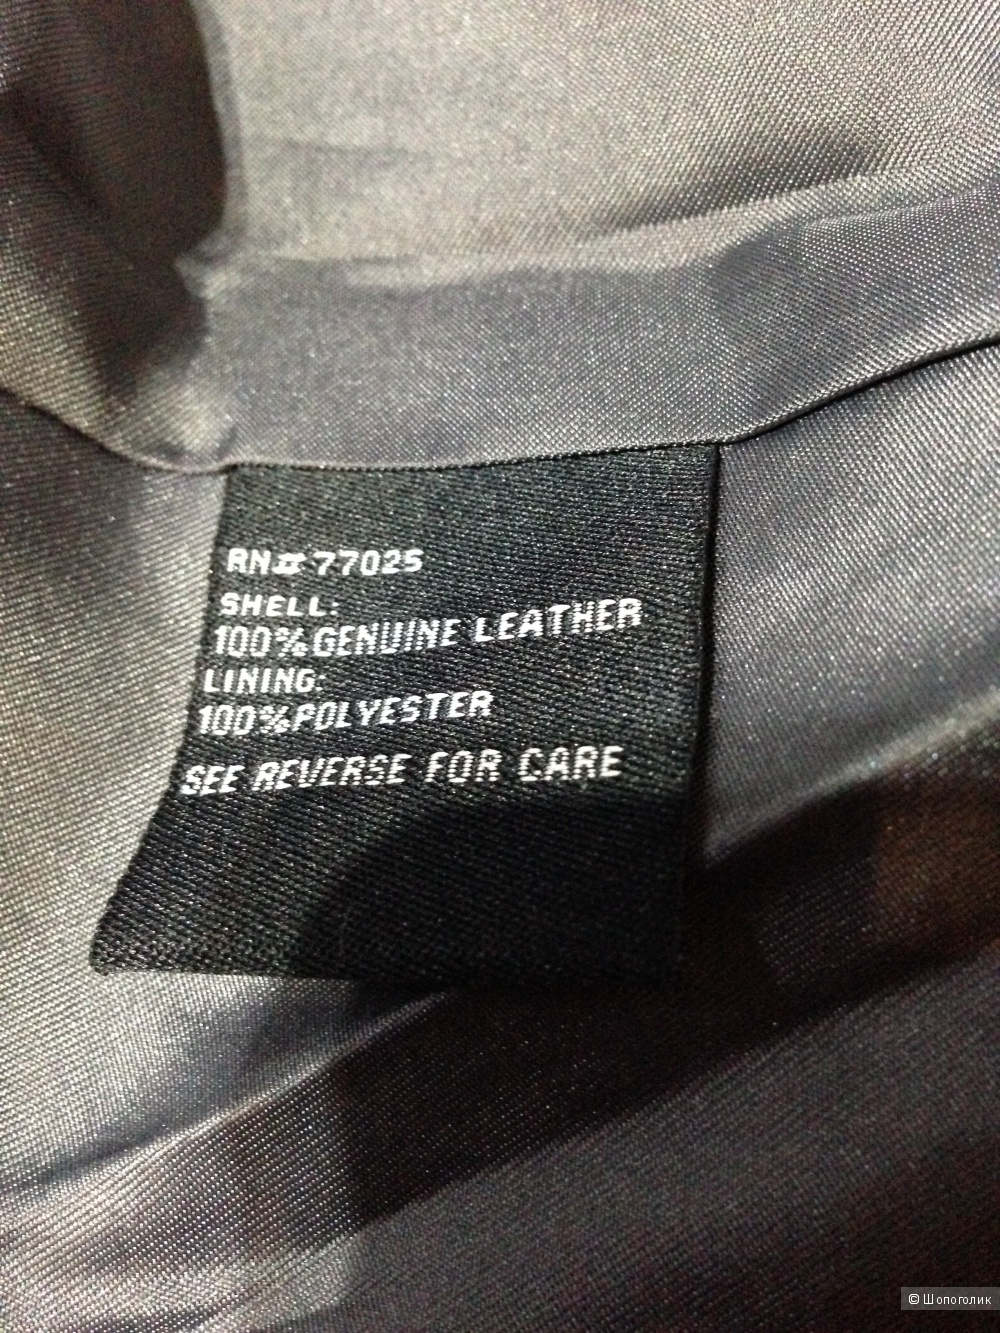 RN#77025
SHELL:
100%GENUINE LEATHER
LINING:
100%POLYESTER
SEE REVERSE FOR CARE
© Шопоголик